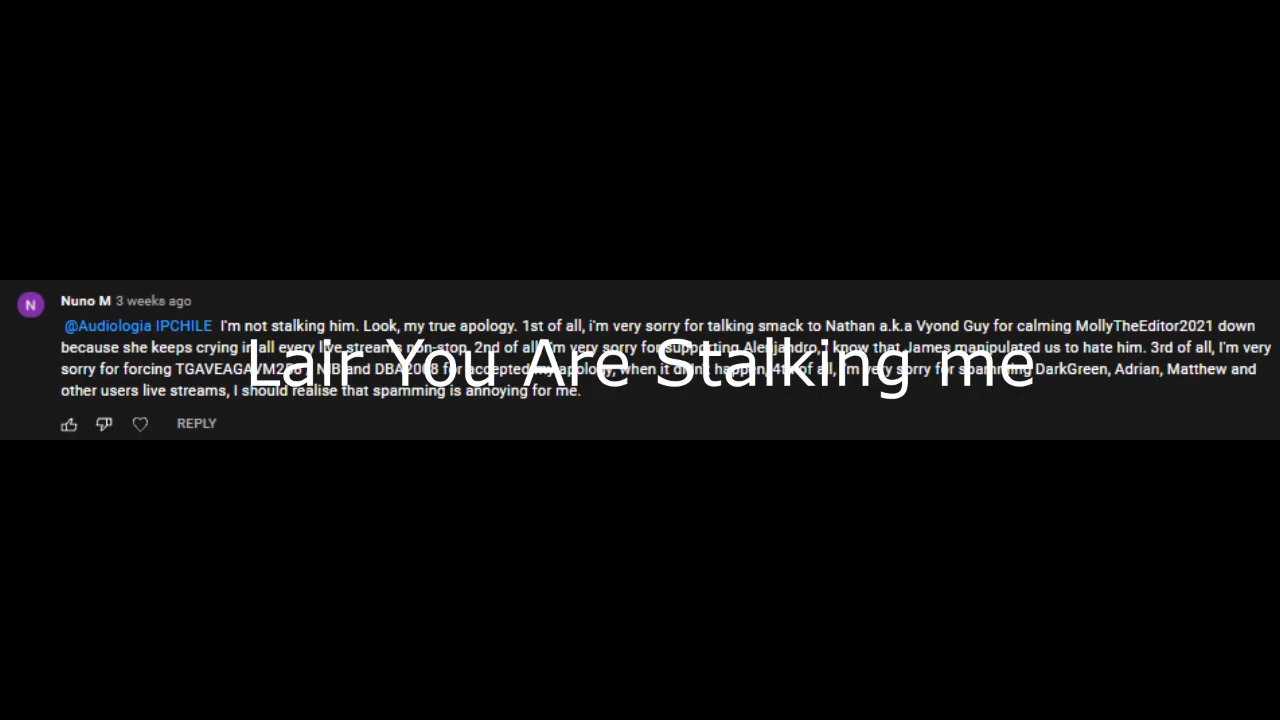 Nuno M 3 weeks ago
@Audiologia IPCHILE I'm not stalking him. Look, my true apology. 1st of all, i'm very sorry for talking smack to Nathan a.k.a Vyond Guy for calming MollyTheEditor2021 down
because she keeps crying in all every live streams non-stop. 2nd of all, I'm very sorry for supporting Alejandro, I know that James manipulated us to hate him. 3rd of all, I'm very
sorry for forcing and for accepted my apology, when it didn't happen, 4th of all, I'm very sorry for spamming DarkGreen, Adrian, Matthew and
other users live streams, I should realise that spamming is annoying for me.
Lair You Are Stalking me
REPLY